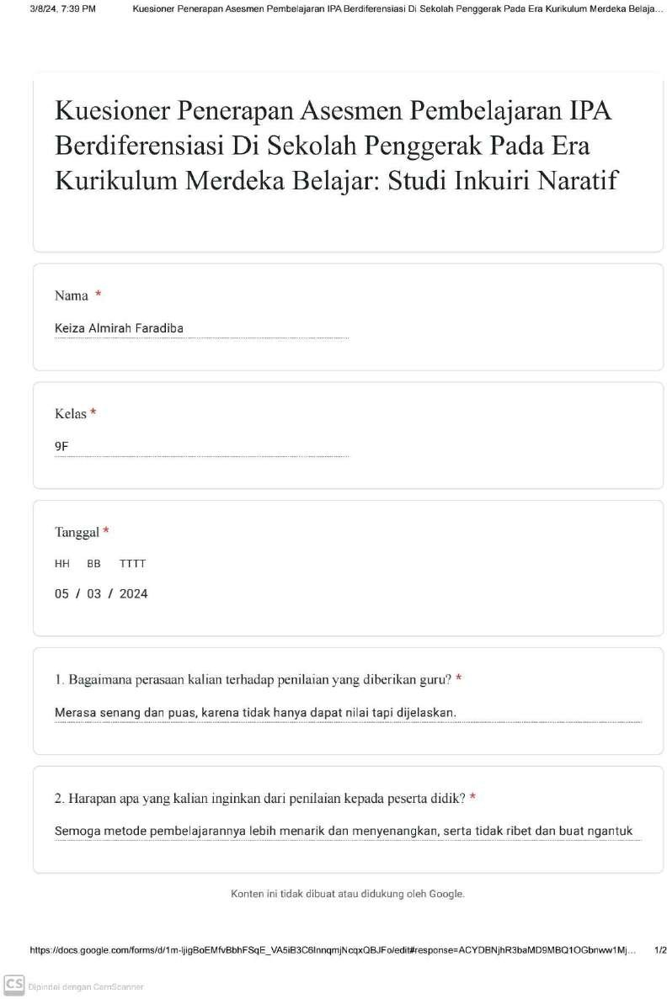 3/8/24, 7:39 PM Kuesioner Penerapan Asesmen Pembelajaran IPA Berdiferensiasi Di Sekolah Penggerak Pada Era Kurikulum Merdeka Belaja...
Kuesioner Penerapan Asesmen Pembelajaran IPA
Berdiferensiasi Di Sekolah Penggerak Pada Era
Kurikulum Merdeka Belajar: Studi Inkuiri Naratif
Nama *
Keiza Almirah Faradiba
Kelas *
9F
Tanggal *
HH BB TTTT
05 / 03 / 2024
1. Bagaimana perasaan kalian terhadap penilaian yang diberikan guru? *
Merasa senang dan puas, karena tidak hanya dapat nilai tapi dijelaskan.
2. Harapan apa yang kalian inginkan dari penilaian kepada peserta didik? *
Semoga metode pembelajarannya lebih menarik dan menyenangkan, serta tidak ribet dan buat ngantuk
Konten ini tidak dibuat atau didukung oleh Google.
https://docs.google.com/forms/d/1m-ljigBoEMfvBbhFSqE_VA5iB3C6InnqmjNcqxQBJFo/edit#response=ACYDBNjhR3baMD9MBQ1OGbnww1Mj... 1/2
CS Dipindai dengan CamScanner